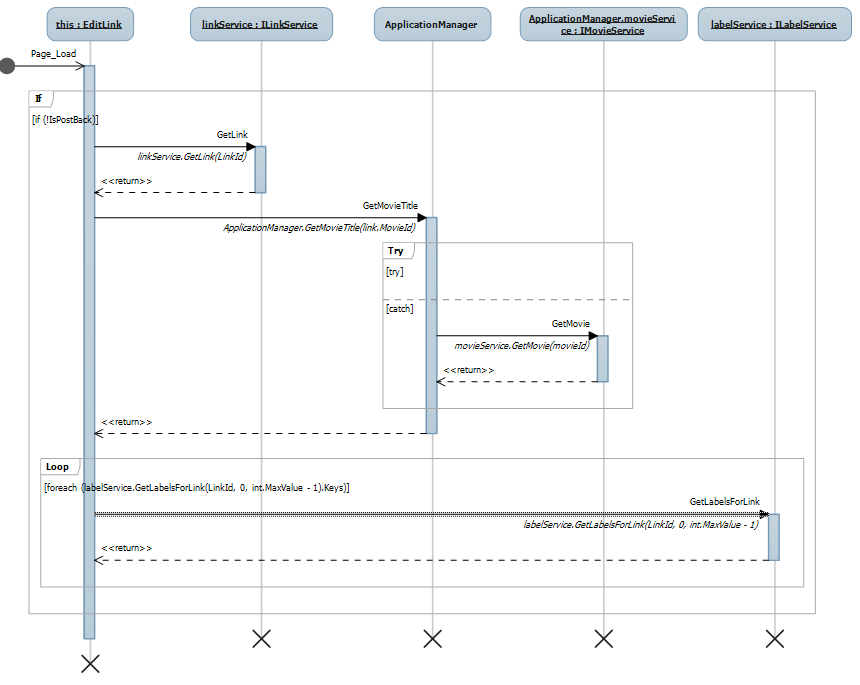 this : EditLink
linkService : ILinkService
ApplicationManager
ApplicationManager.movieServi
ce : IMovieService
labelService : ILabelService
Page_Load
If
[if (!IsPostBack)]
GetLink
linkService.GetLink(LinkId)
<<return>>
GetMovieTitle
ApplicationManager.GetMovieTitle(link.MovieId)
Try
[try]
[catch]
GetMovie
movieService.GetMovie(movieId)
<<return>>
<<return>>
Loop
[foreach (labelService.GetLabelsForLink(LinkId, 0, int.MaxValue - 1).Keys)]
GetLabelsForLink
labelService.GetLabelsForLink(LinkId, 0, int.MaxValue - 1)
<<return>>